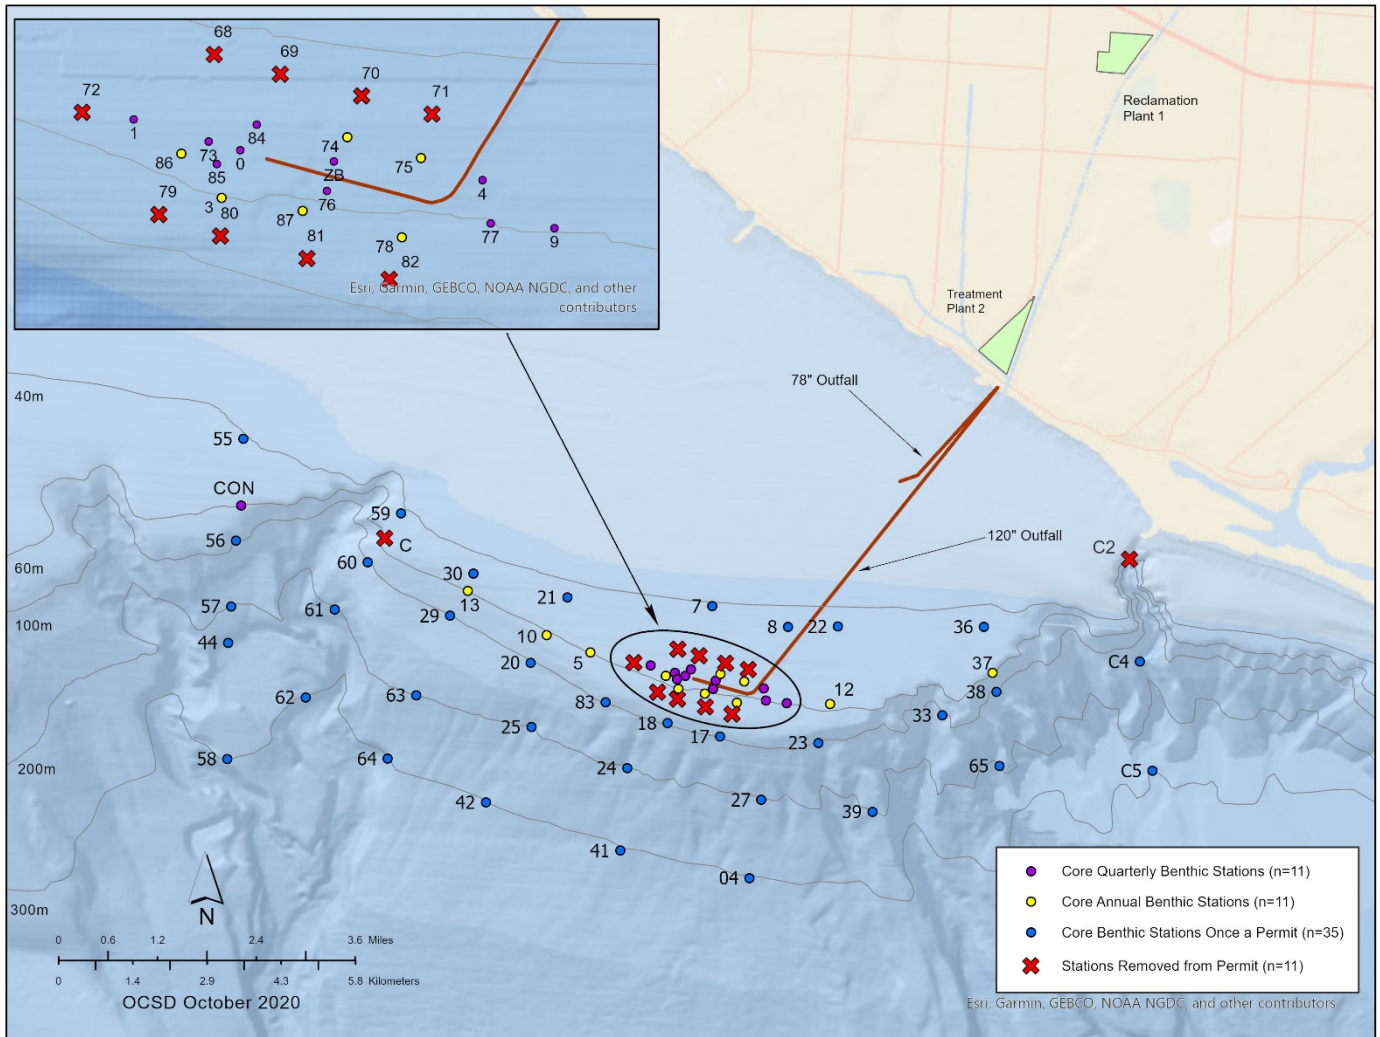 68
69
70
71
72
1
84
74
75
86
73
0
85
ZB
4
79
3
80
76
87
77
9
81
78
82
Esri, Garmin, GEBCO, NOAA NGDC, and other
contributors
Reclamation
Plant 1
Treatment
Plant 2
78" Outfall
120" Outfall
40m
55
CON
56
59
C
C2
60m
60
30
13
21
7
57
61
29
100m
8
22
36
44
10
5
20
37
C4
62
63
83
12
38
33
18
17
25
23
58
64
24
65
C5
200m
42
27
39
41
04
300m
N
0 0.6 1.2 2.4 3.6 Miles
0 1.4 2.9 4.3 5.8 Kilometers
OCSD October 2020
Core Quarterly Benthic Stations (n=11)
Core Annual Benthic Stations (n=11)
Core Benthic Stations Once a Permit (n=35)
Stations Removed from Permit (n=11)
Esri, Garmin, GEBCO, NOAA NGDC, and other contributors